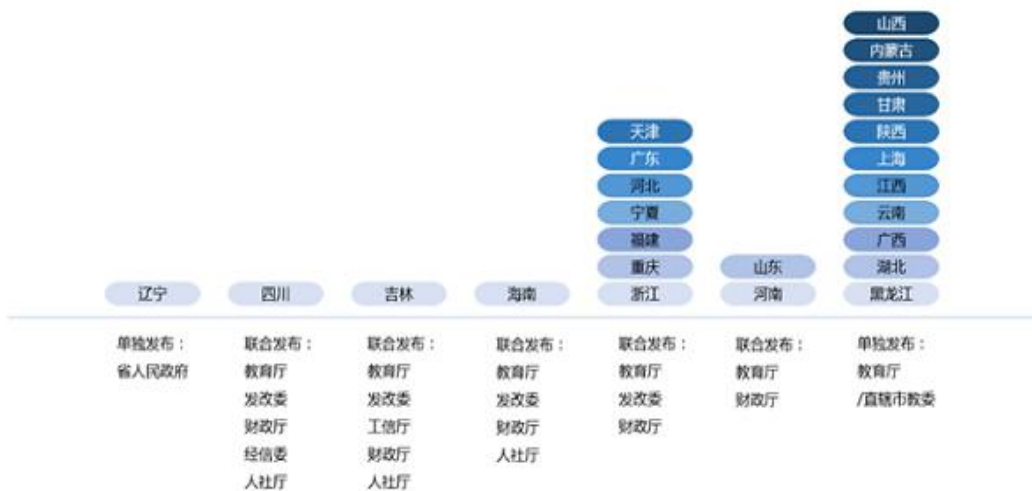 山西
内蒙古
贵州
甘肃
天津
陕西
广东
上海
河北
江西
宁夏
云南
福建
广西
重庆
山东
湖北
辽宁
四川
吉林
海南
浙江
河南
黑龙江
单独发布：
省人民政府
联合发布：
教育厅
发改委
财政厅
经信委
人社厅
联合发布：
教育厅
发改委
工信厅
财政厅
人社厅
联合发布：
教育厅
发改委
财政厅
人社厅
联合发布：
教育厅
发改委
财政厅
联合发布：
教育厅
财政厅
单独发布：
教育厅
/直辖市教委